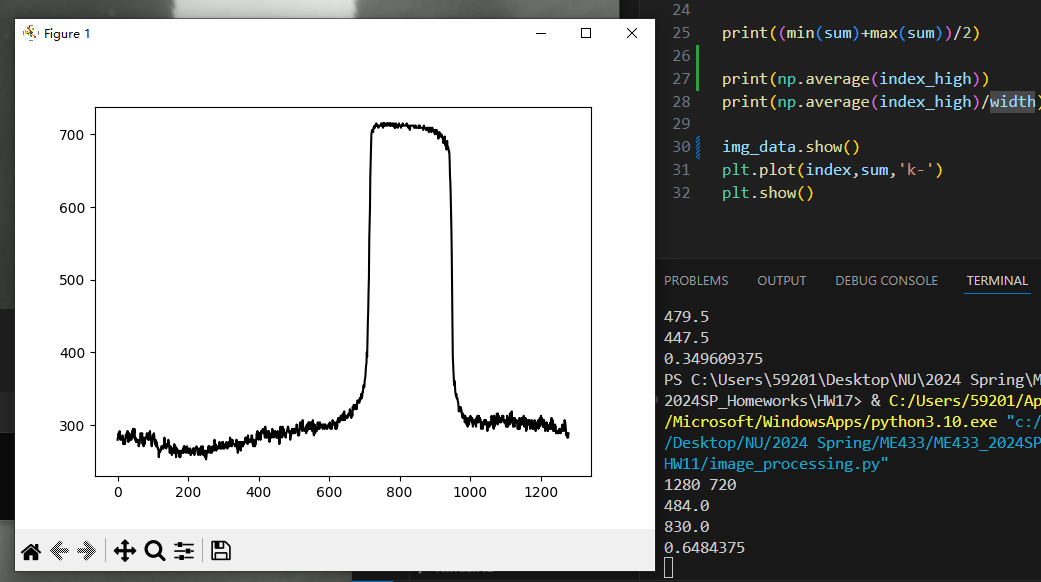 Figure 1
700
600
500
400
300
0 200 400 600 800 1000 1200
24
25 print((min(sum)+max(sum))/2)
26
27 print(np.average(index_high))
28 print(np.average(index_high)/width)
29
30 img_data.show()
31 plt.plot(index,sum,'k-')
32 plt.show()
PROBLEMS OUTPUT DEBUG CONSOLE TERMINAL
479.5
447.5
0.349609375
PS C:\Users\59201\Desktop\NU\2024 Spring\M
2024SP_Homeworks\HW17> & C:/Users/59201/Ap
/Microsoft/WindowsApps/python3.10.exe "c:/
/Desktop/NU/2024 Spring/ME433/ME433_2024SP
HW11/image_processing.py"
1280 720
484.0
830.0
0.6484375